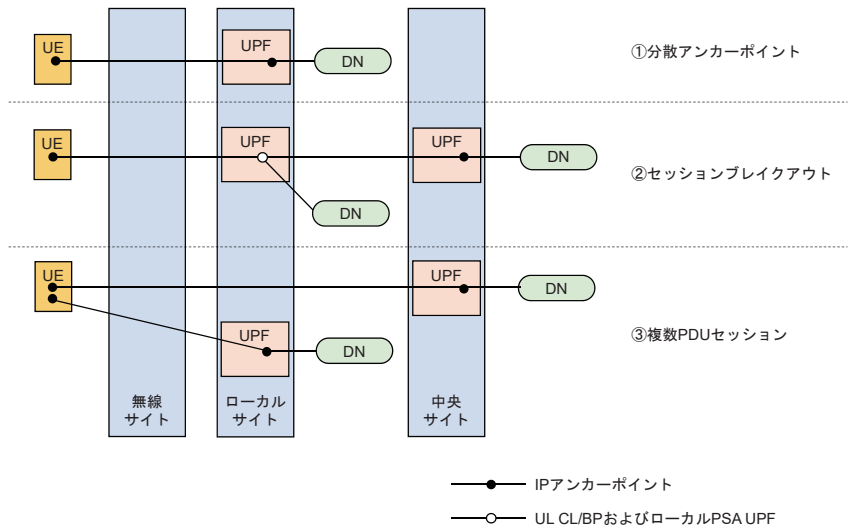 UE
UPF
DN
①分散アンカーポイント
UE
UPF
UPF
DN
②セッションブレイクアウト
DN
UE
UPF
DN
UPF
DN
③複数PDUセッション
無線
サイト
ローカル
サイト
中央
サイト
IPアンカーポイント
UL CL/BPおよびローカルPSA UPF